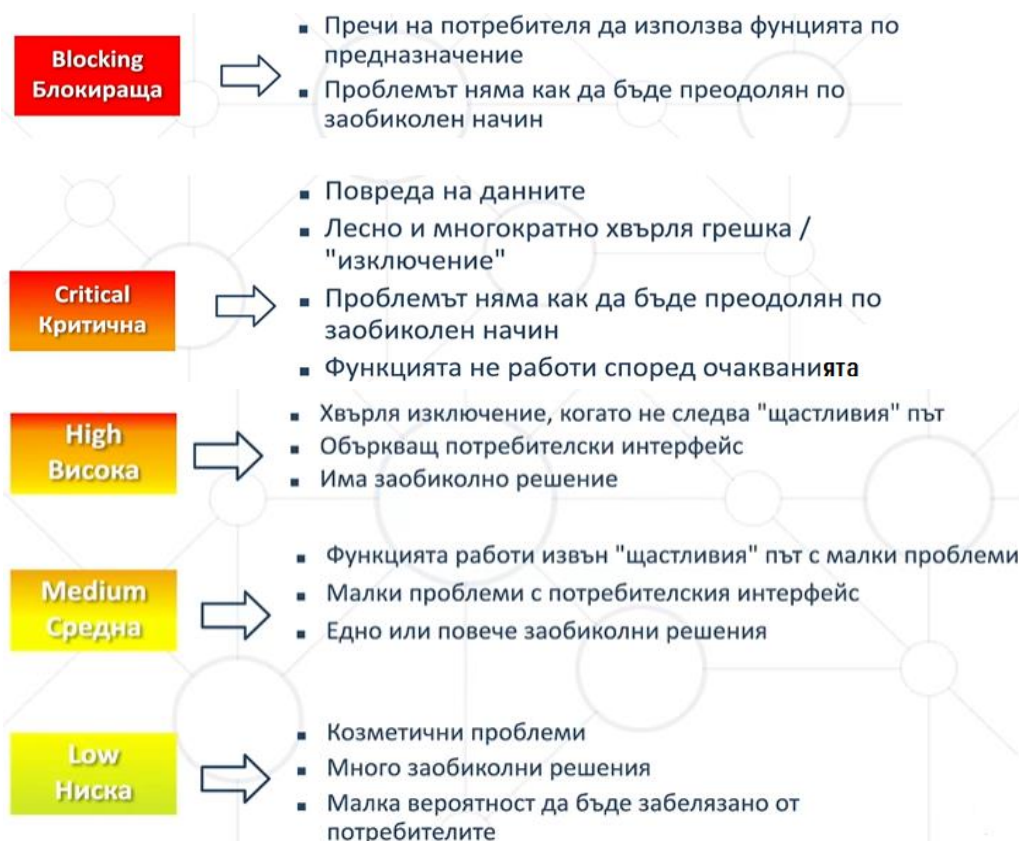 Blocking
Блокираща
Пречи на потребителя да използва фунцията по
предназначение
Проблемът няма как да бъде преодолян по
заобиколен начин
Critical
Критична
Повреда на данните
Лесно и многократно хвърля грешка /
"изключение"
Проблемът няма как да бъде преодолян по
заобиколен начин
Функцията не работи според очакванията
High
Висока
Хвърля изключение, когато не следва "щастливия" път
Объркващ потребителски интерфейс
Има заобиколно решение
Medium
Средна
Функцията работи извън "щастливия" път с малки проблеми
Малки проблеми с потребителския интерфейс
Едно или повече заобиколни решения
Low
Ниска
Козметични проблеми
Много заобиколни решения
Малка вероятност да бъде забелязано от
потребителите